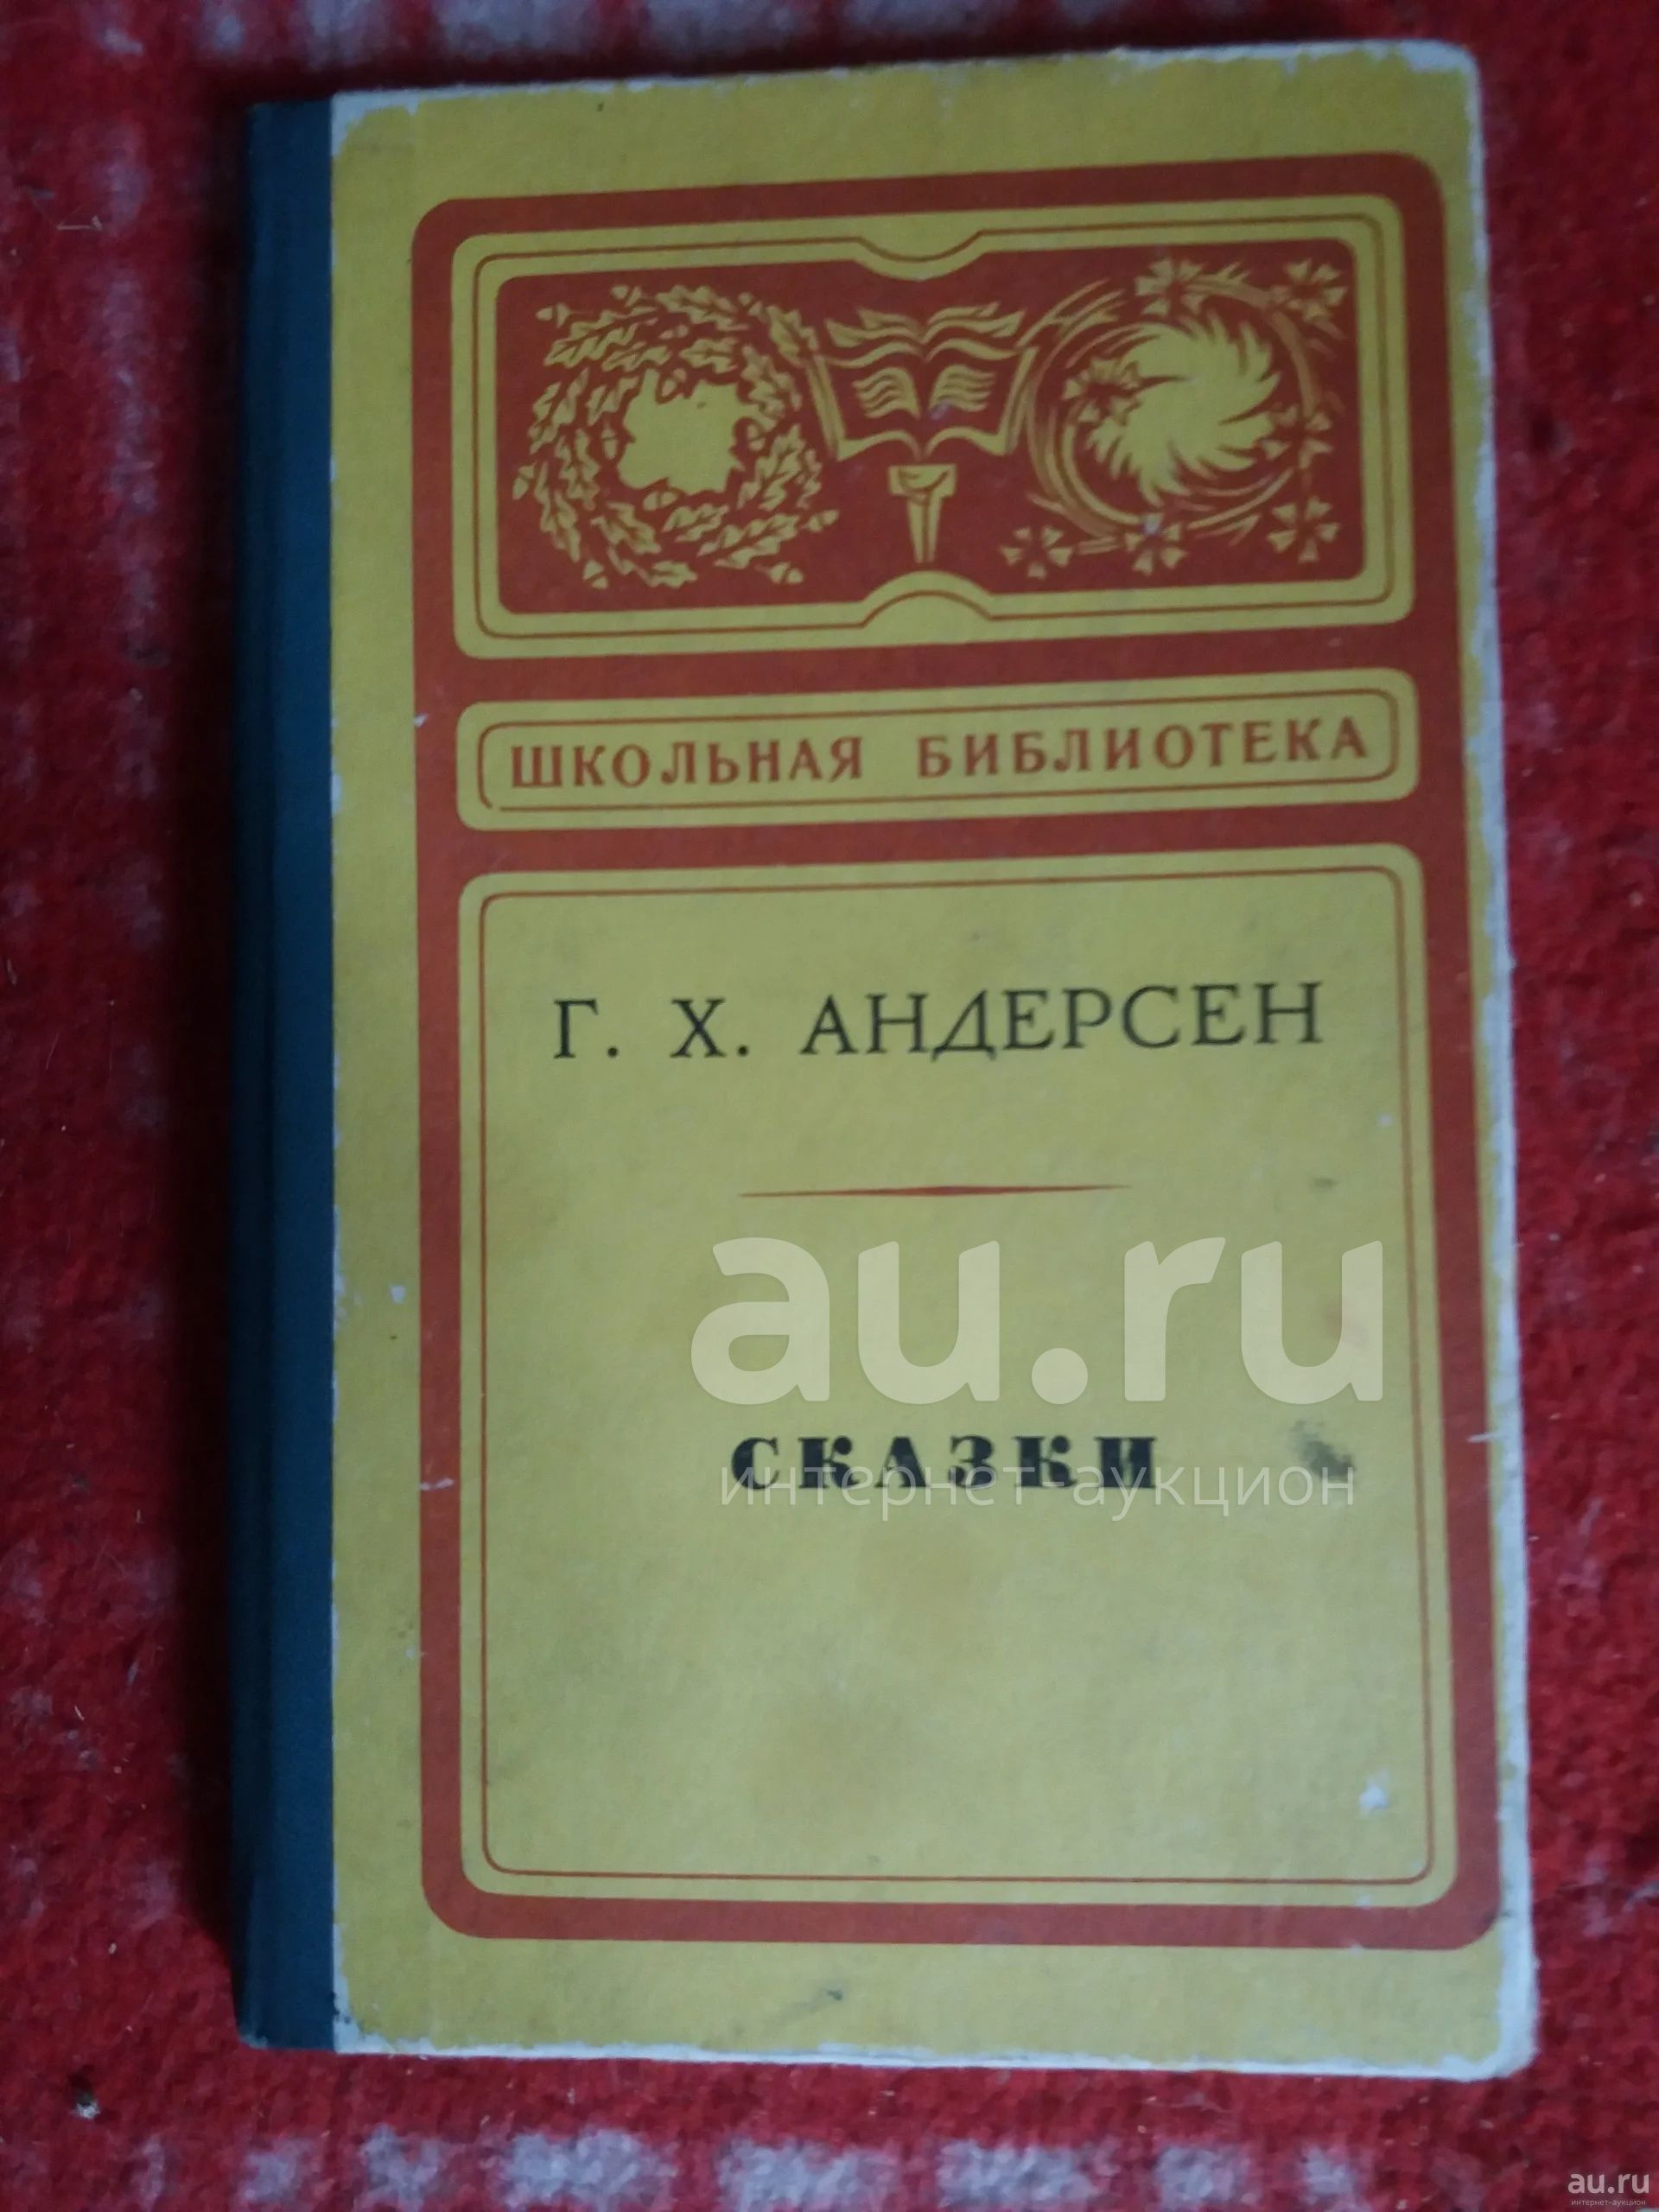 ШКОЛЬНАЯ БИБЛИОТЕКА
Г. Х. АНДЕРСЕН
au.ru
СКАЗКИ
интернет-аукцион
au.ru
интернет-аукцион